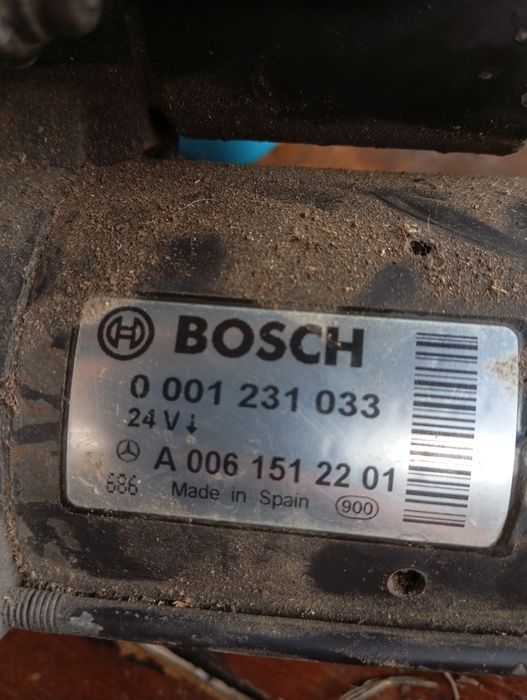 BOSCH
0 001 231 033
24 V
A 006 151 22 01
686 Made in Spain 900